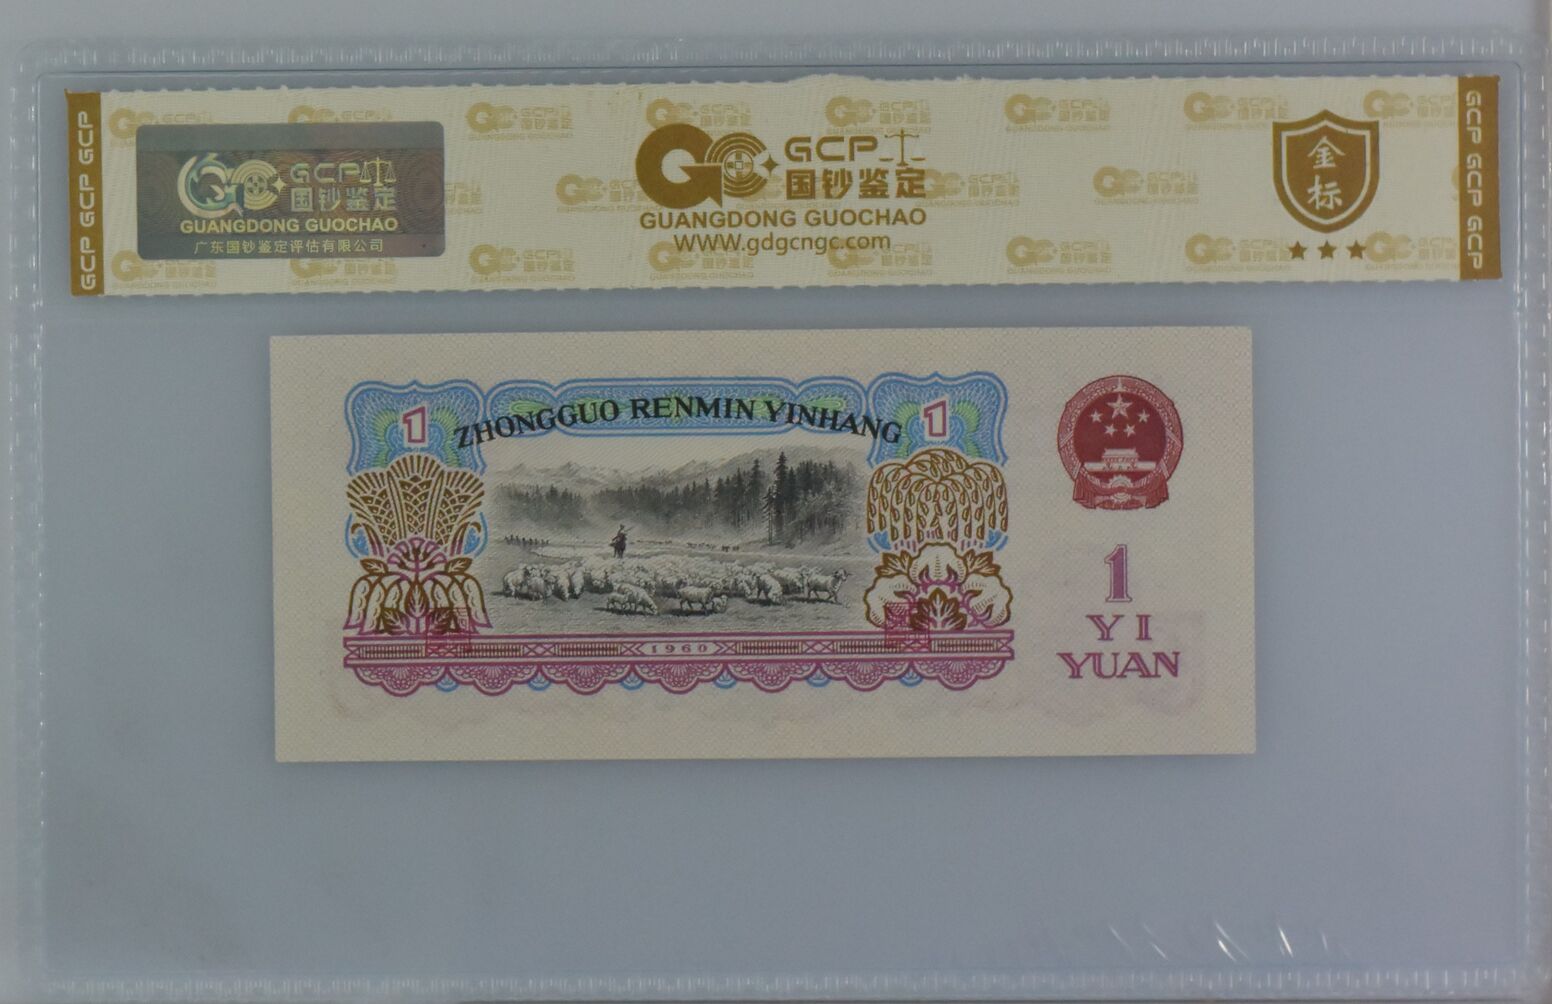 GCP GCP GCP
GCP
国钞鉴定
GUANGDONG GUOCHAO
广东国钞鉴定评估有限公司
GCP
国钞鉴定
GUANGDONG GUOCHAO
WWW.gdgcngc.com
金标
GCP GCP GCP
1
ZHONGGUO RENMIN YINHANG
1
1960
1
YI
YUAN